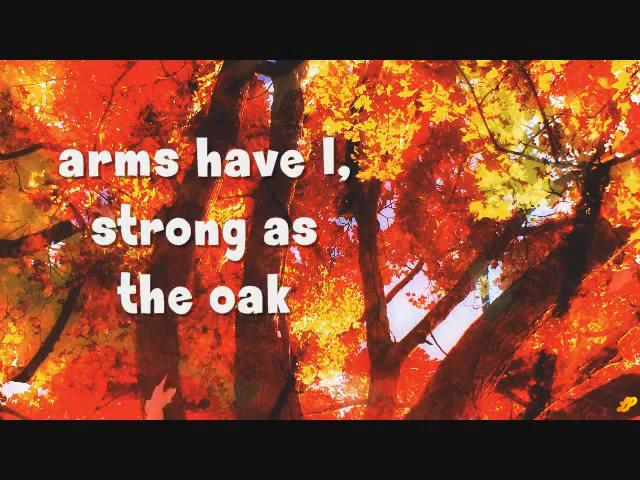 arms have I,
strong as
the oak